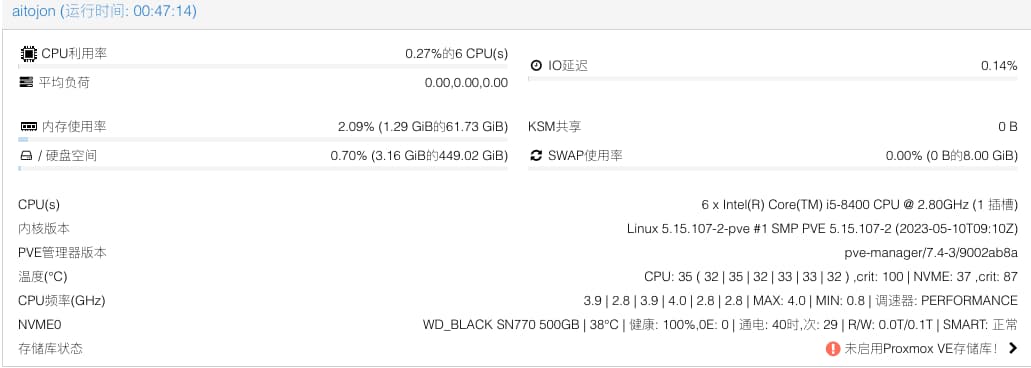 aitojon (运行时间: 00:47:14)
CPU利用率 0.27%的6 CPU(s)
IO延迟 0.14%
平均负荷 0.00,0.00,0.00
内存使用率 2.09% (1.29 GiB的61.73 GiB)
KSM共享 0 B
/ 硬盘空间 0.70% (3.16 GiB的449.02 GiB)
SWAP使用率 0.00% (0 B的8.00 GiB)
CPU(s) 6 x Intel(R) Core(TM) i5-8400 CPU @ 2.80GHz (1 插槽)
内核版本 Linux 5.15.107-2-pve #1 SMP PVE 5.15.107-2 (2023-05-10T09:10Z)
PVE管理器版本 pve-manager/7.4-3/9002ab8a
温度(°C) CPU: 35 ( 32 | 35 | 32 | 33 | 33 | 32 ) ,crit: 100 | NVME: 37 ,crit: 87
CPU频率(GHz) 3.9 | 2.8 | 3.9 | 4.0 | 2.8 | 2.8 | MAX: 4.0 | MIN: 0.8 | 调速器: PERFORMANCE
NVME0 WD_BLACK SN770 500GB | 38°C | 健康: 100%,0E: 0 | 通电: 40时,次: 29 | R/W: 0.0T/0.1T | SMART: 正常
存储库状态 未启用Proxmox VE存储库！